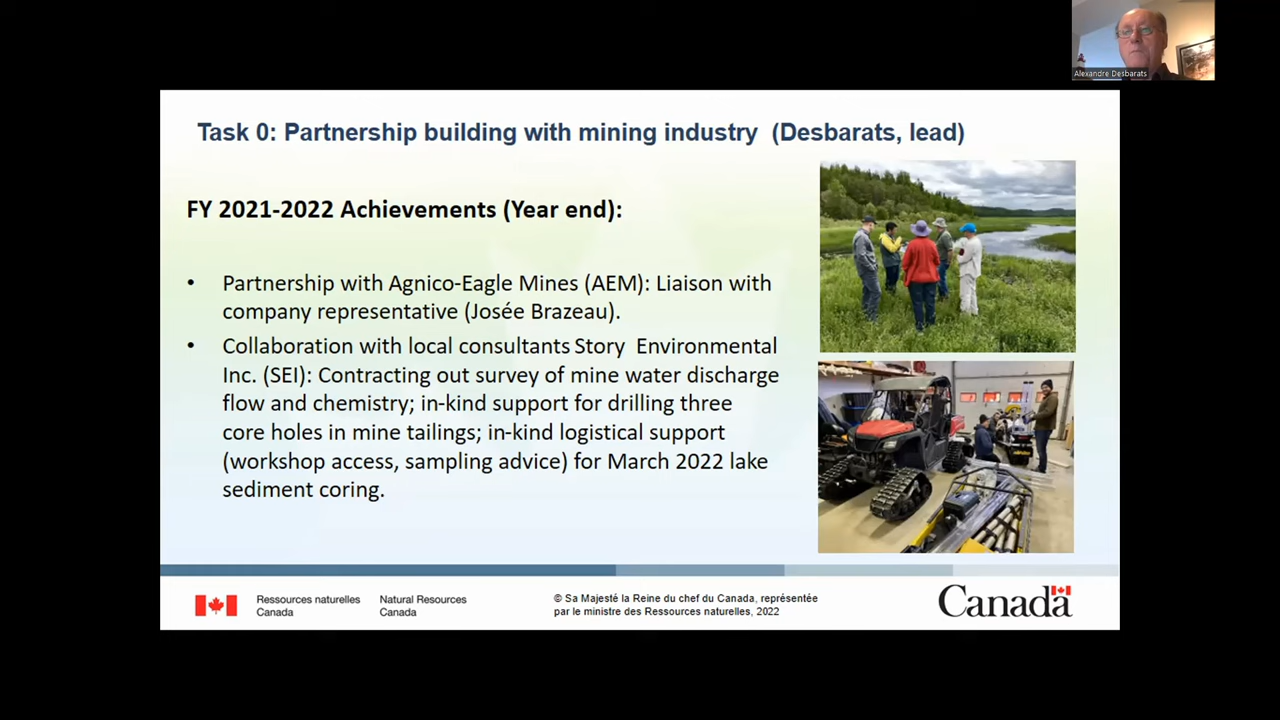 Alexandre Desbarats
Task 0: Partnership building with mining industry (Desbarats, lead)
FY 2021-2022 Achievements (Year end):
• Partnership with Agnico-Eagle Mines (AEM): Liaison with
company representative (Josée Brazeau).
• Collaboration with local consultants Story Environmental
Inc. (SEI): Contracting out survey of mine water discharge
flow and chemistry; in-kind support for drilling three
core holes in mine tailings; in-kind logistical support
(workshop access, sampling advice) for March 2022 lake
sediment coring.
Ressources naturelles
Canada
Natural Resources
Canada
© Sa Majesté la Reine du chef du Canada, représentée
par le ministre des Ressources naturelles, 2022
Canada